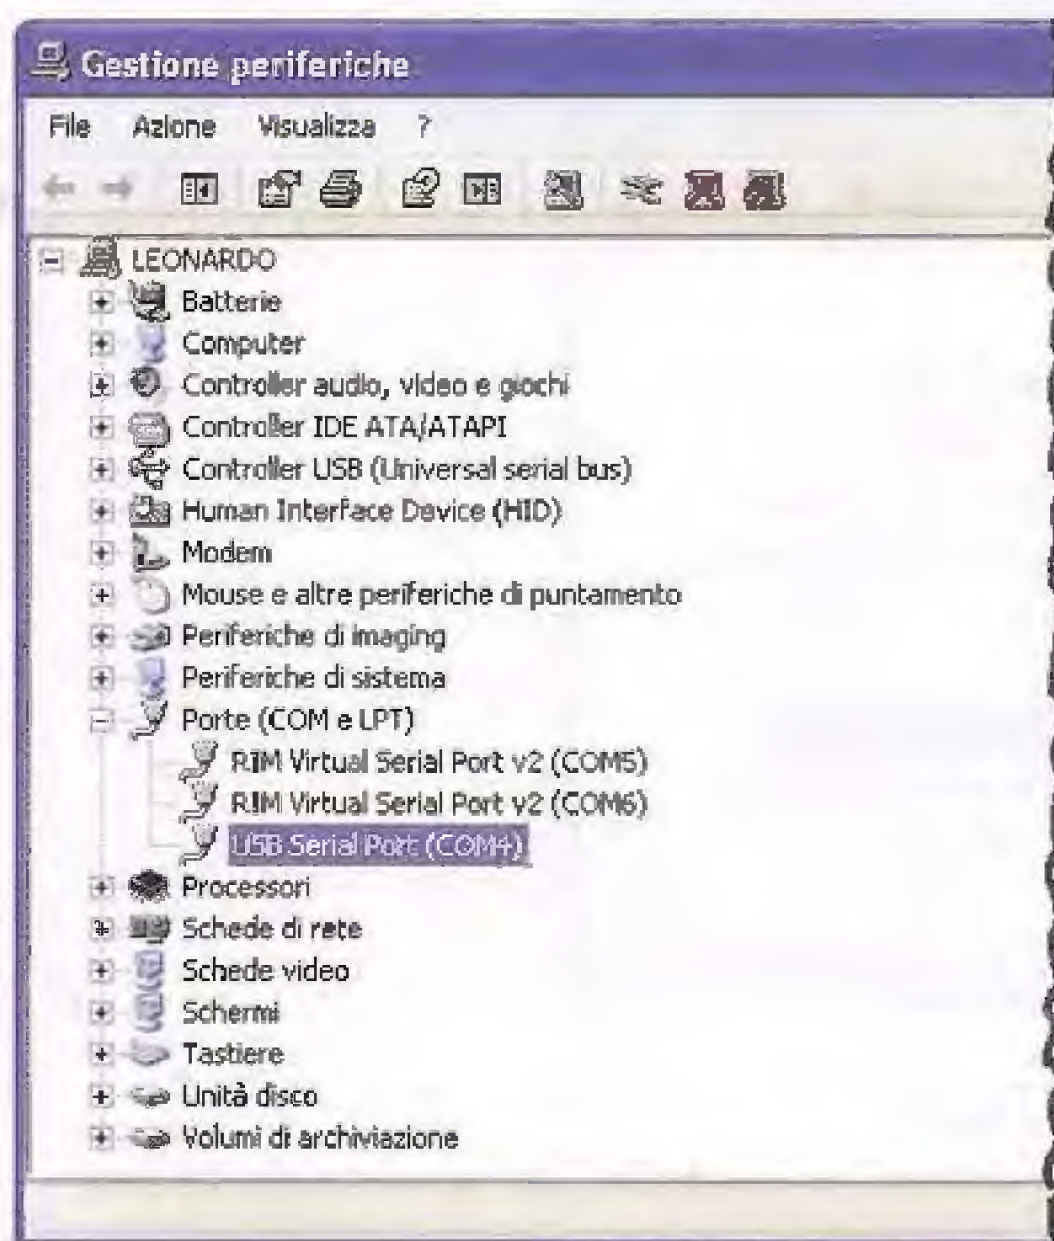 Gestione periferiche
File Azione Visualizza ?
LEONARDO
Batterie
Computer
Controller audio, video e giochi
Controller IDE ATA/ATAPI
Controller USB (Universal serial bus)
Human Interface Device (HID)
Modem
Mouse e altre periferiche di puntamento
Periferiche di imaging
Periferiche di sistema
Porte (COM e LPT)
RIM Virtual Serial Port v2 (COM5)
RIM Virtual Serial Port v2 (COM6)
USB Serial Port (COM4)
Processori
Schede di rete
Schede video
Schermi
Tastiere
Unità disco
Volumi di archiviazione